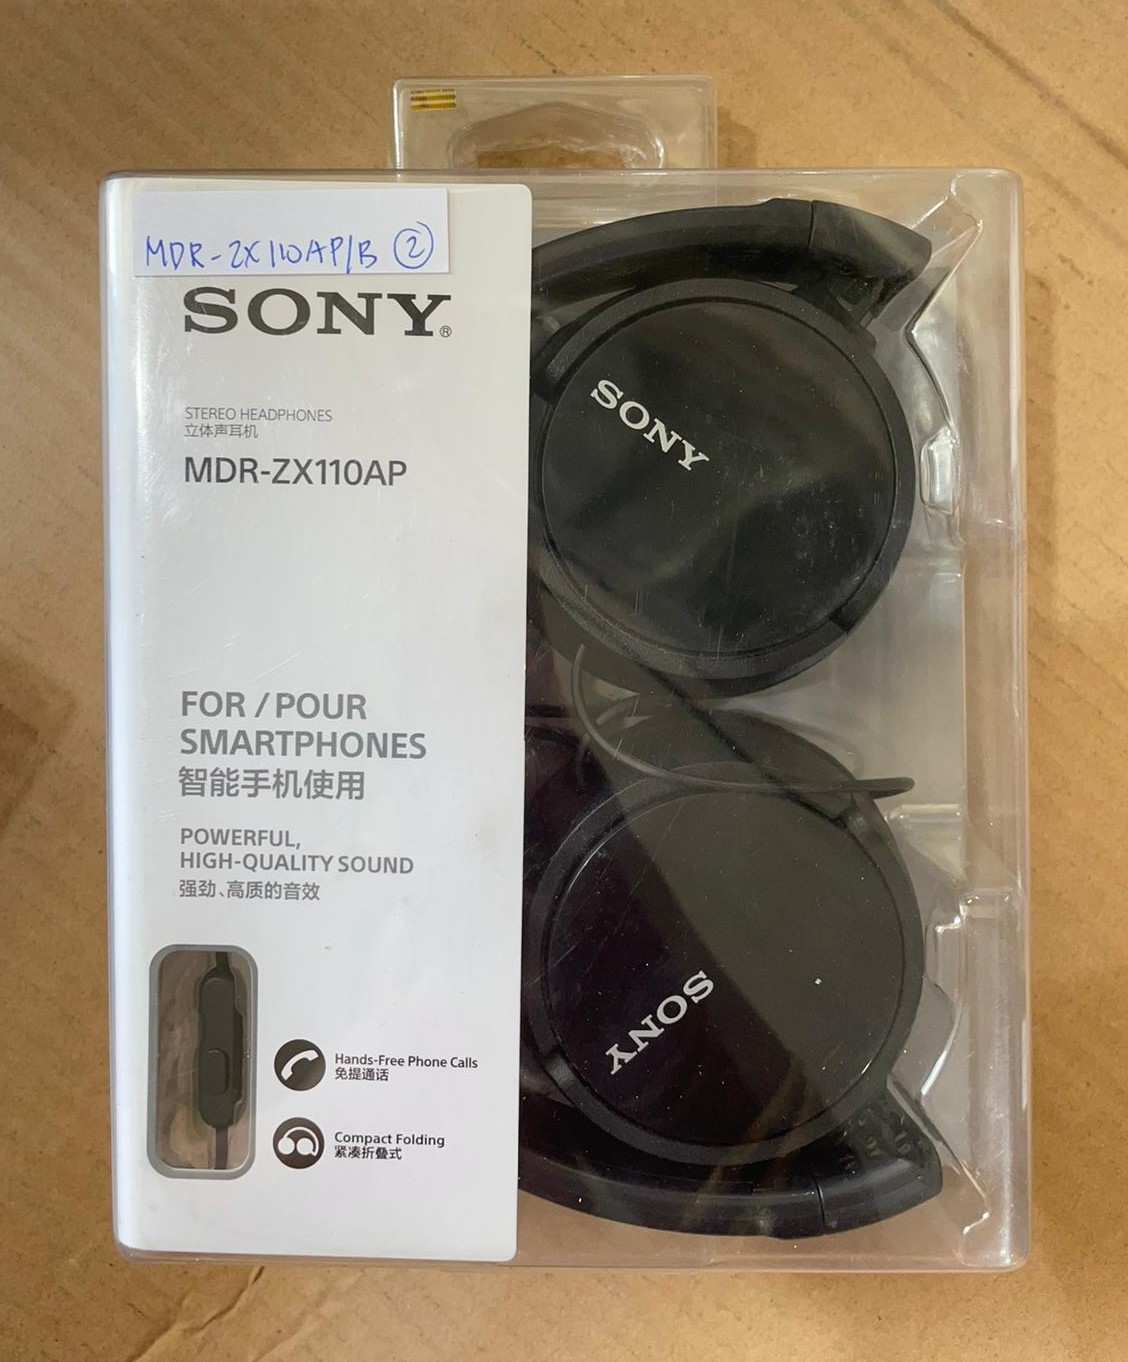 MDR-ZX110AP/B ②
SONY®
STEREO HEADPHONES
立体声耳机
MDR-ZX110AP
FOR / POUR
SMARTPHONES
智能手机使用
POWERFUL,
HIGH-QUALITY SOUND
强劲、高质的音效
Hands-Free Phone Calls
免提通话
Compact Folding
紧凑折叠式
SONY
SONY